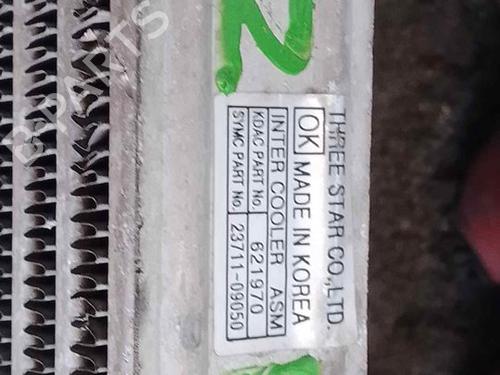 THREE STAR CO.,LTD.
OK MADE IN KOREA
INTER COOLER ASM
KDAC PART No. 621970
SYMC PART No. 23711-09050
B-PARTS